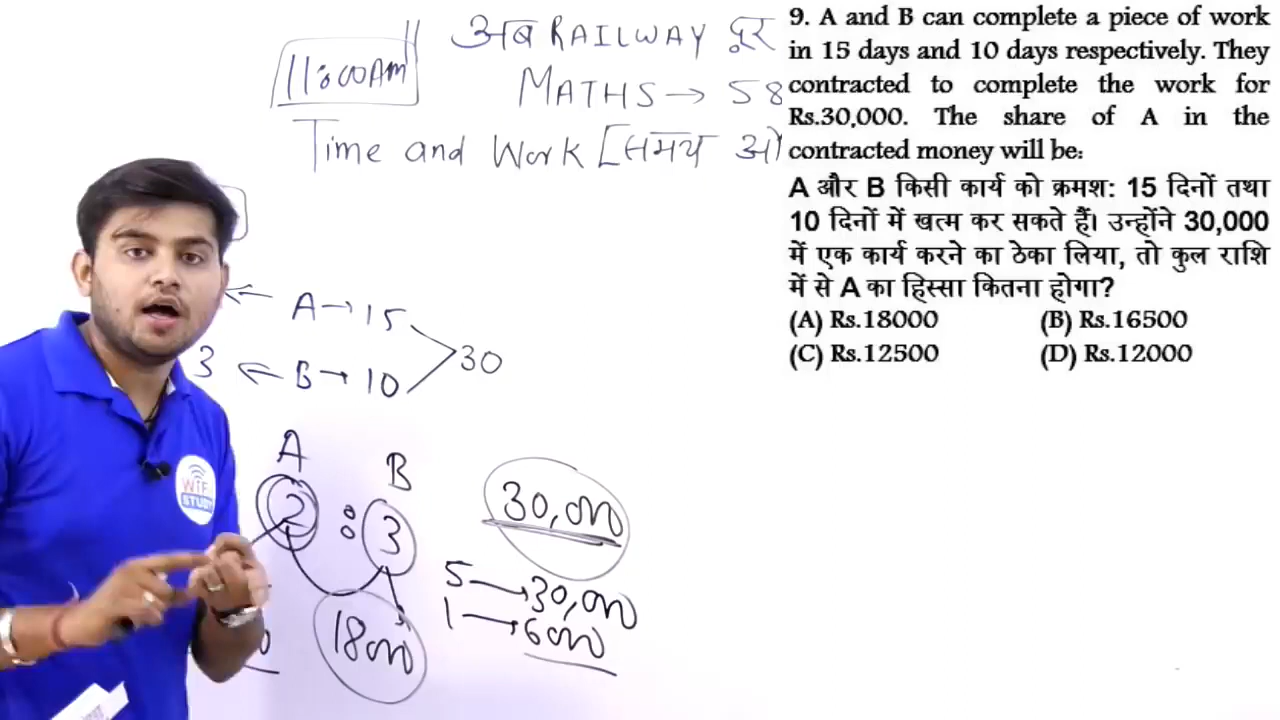 अब RAILWAY दूर
11:00AM
MATHS → 58
Time and Work [समय औ
9. A and B can complete a piece of work
in 15 days and 10 days respectively. They
contracted to complete the work for
Rs.30,000. The share of A in the
contracted money will be:
A और B किसी कार्य को क्रमश: 15 दिनों तथा
10 दिनों में खत्म कर सकते हैं। उन्होंने 30,000
में एक कार्य करने का ठेका लिया, तो कुल राशि
में से A का हिस्सा कितना होगा?
(A) Rs.18000 (B) Rs.16500
(C) Rs.12500 (D) Rs.12000
← A → 15
30
3 ← B → 10
A B
2 : 3
30,000
5 → 30,000
1 → 6000
18000
0
WiFi
STUDY